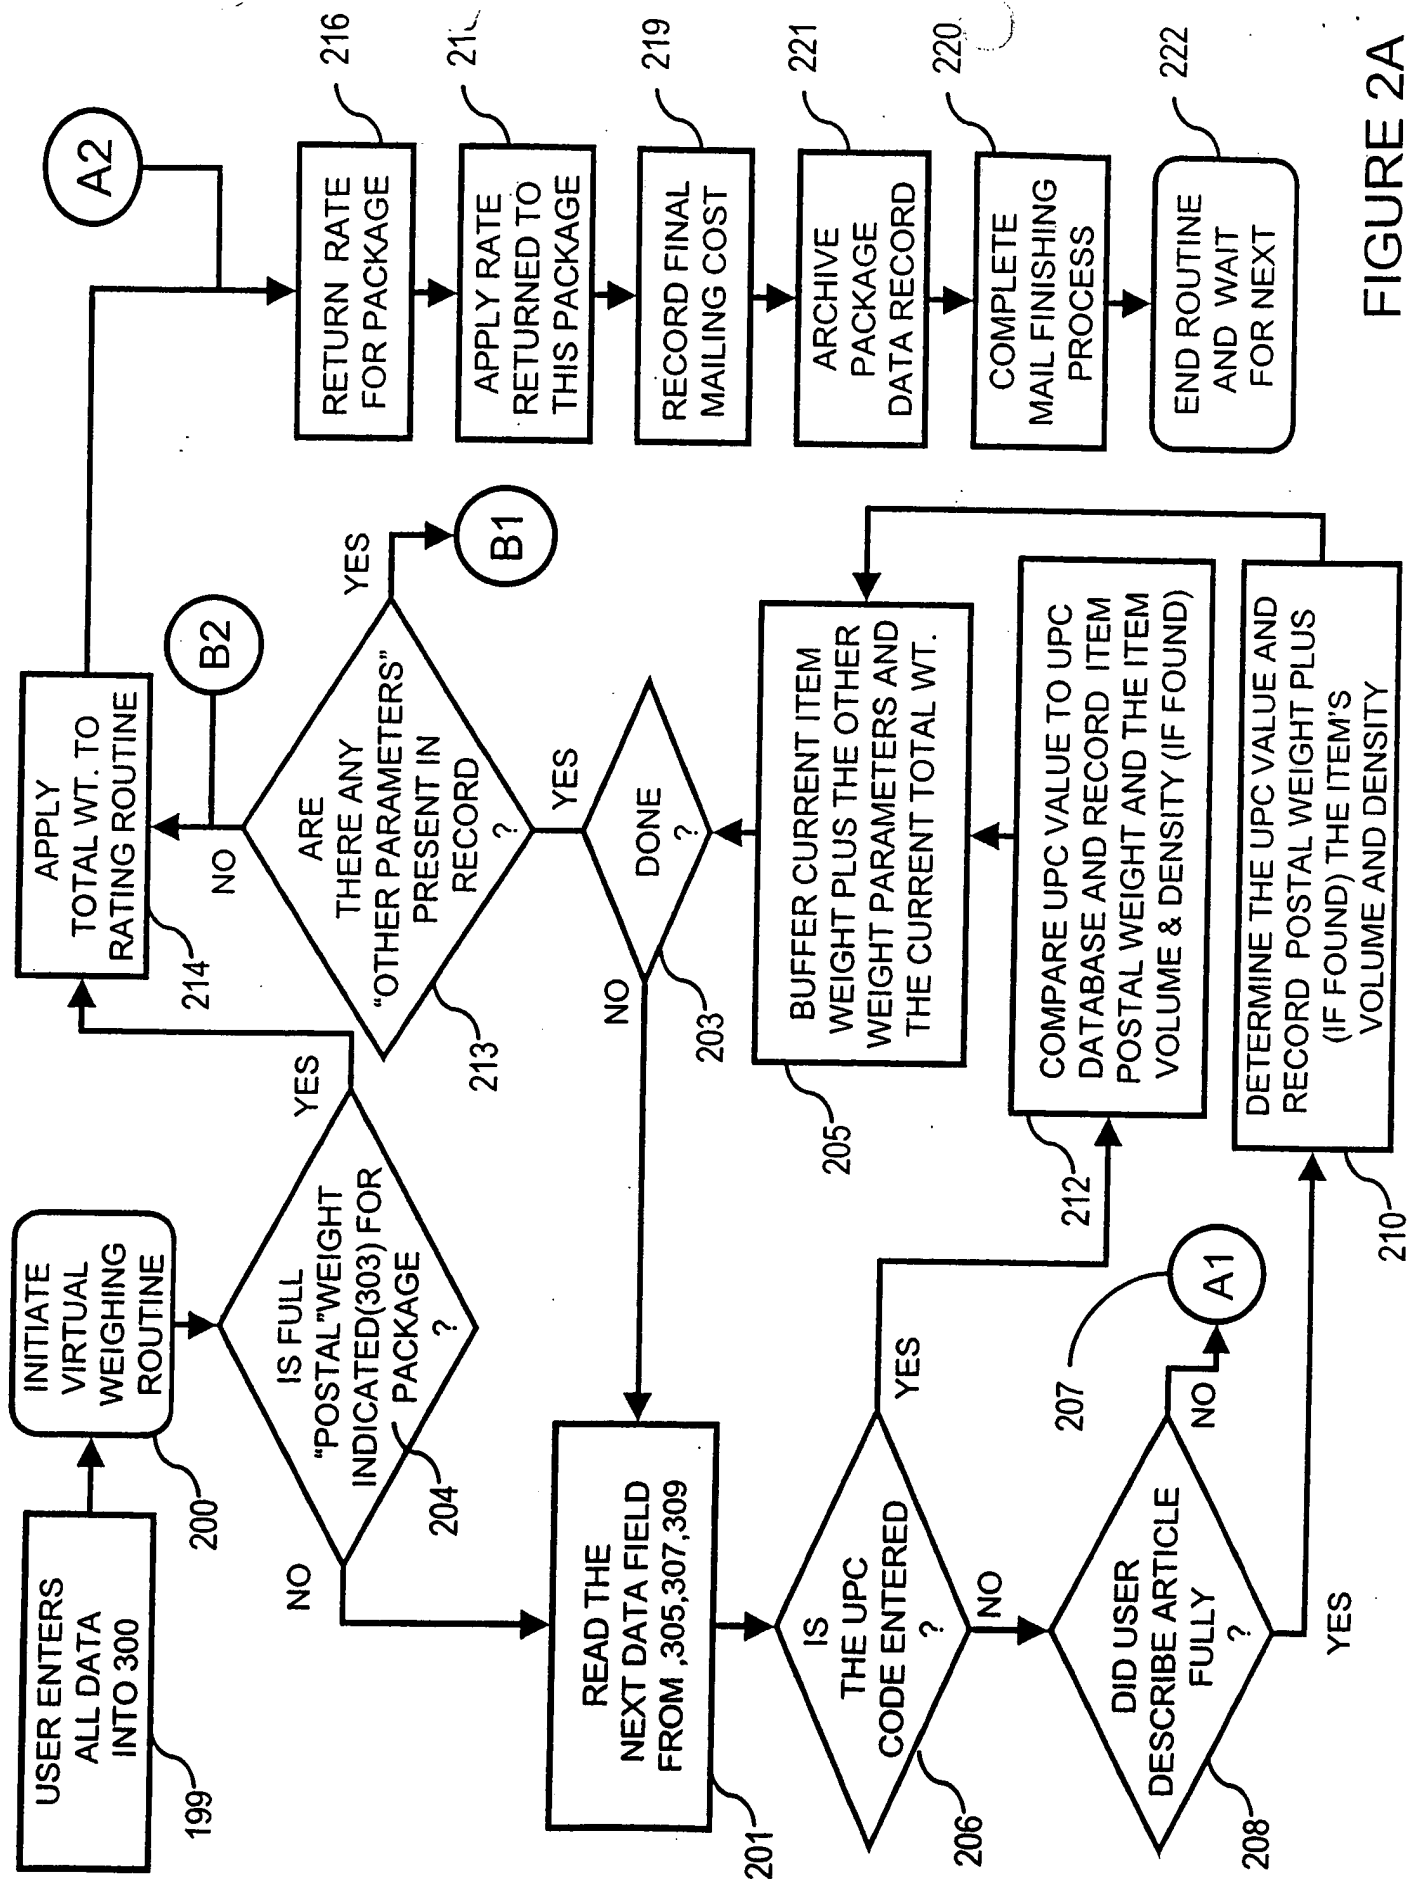 USER ENTERS
ALL DATA
INTO 300
199
INITIATE
VIRTUAL
WEIGHING
ROUTINE
200
IS FULL
“POSTAL”WEIGHT
INDICATED(303) FOR
PACKAGE
?
204
YES
NO
APPLY
TOTAL WT. TO
RATING ROUTINE
214
B2
NO
ARE
THERE ANY
“OTHER PARAMETERS”
PRESENT IN
RECORD
?
213
YES
B1
YES
DONE
?
203
NO
READ THE
NEXT DATA FIELD
FROM ,305,307,309
201
IS
THE UPC
CODE ENTERED
?
206
YES
NO
DID USER
DESCRIBE ARTICLE
FULLY
?
208
NO
YES
207
A1
BUFFER CURRENT ITEM
WEIGHT PLUS THE OTHER
WEIGHT PARAMETERS AND
THE CURRENT TOTAL WT.
205
COMPARE UPC VALUE TO UPC
DATABASE AND RECORD ITEM
POSTAL WEIGHT AND THE ITEM
VOLUME & DENSITY (IF FOUND)
212
DETERMINE THE UPC VALUE AND
RECORD POSTAL WEIGHT PLUS
(IF FOUND) THE ITEM'S
VOLUME AND DENSITY
210
A2
RETURN RATE
FOR PACKAGE
216
APPLY RATE
RETURNED TO
THIS PACKAGE
RECORD FINAL
MAILING COST
219
ARCHIVE
PACKAGE
DATA RECORD
221
COMPLETE
MAIL FINISHING
PROCESS
220
END ROUTINE
AND WAIT
FOR NEXT
222
FIGURE 2A